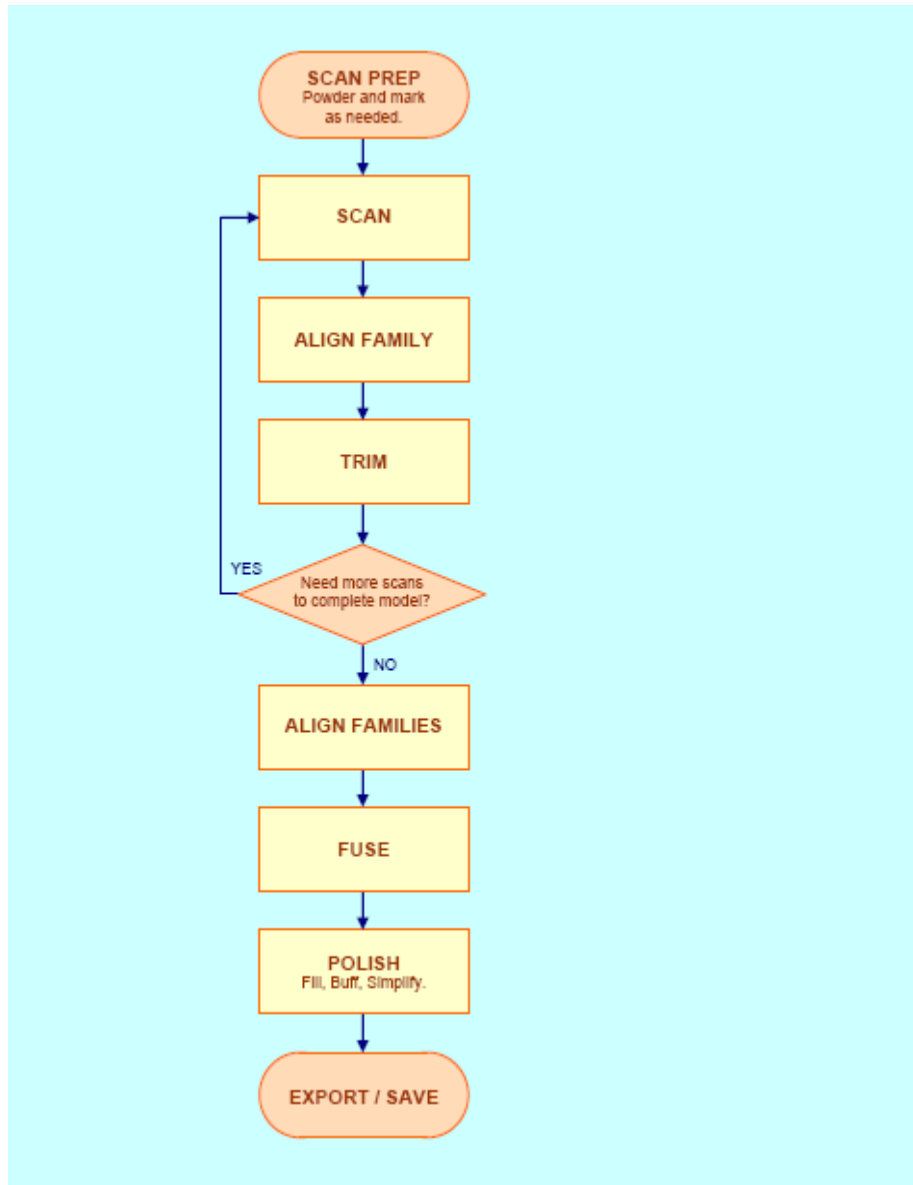 SCAN PREP
Powder and mark
as needed.
SCAN
ALIGN FAMILY
TRIM
YES
Need more scans
to complete model?
NO
ALIGN FAMILIES
FUSE
POLISH
Fill, Buff, Simplify.
EXPORT / SAVE